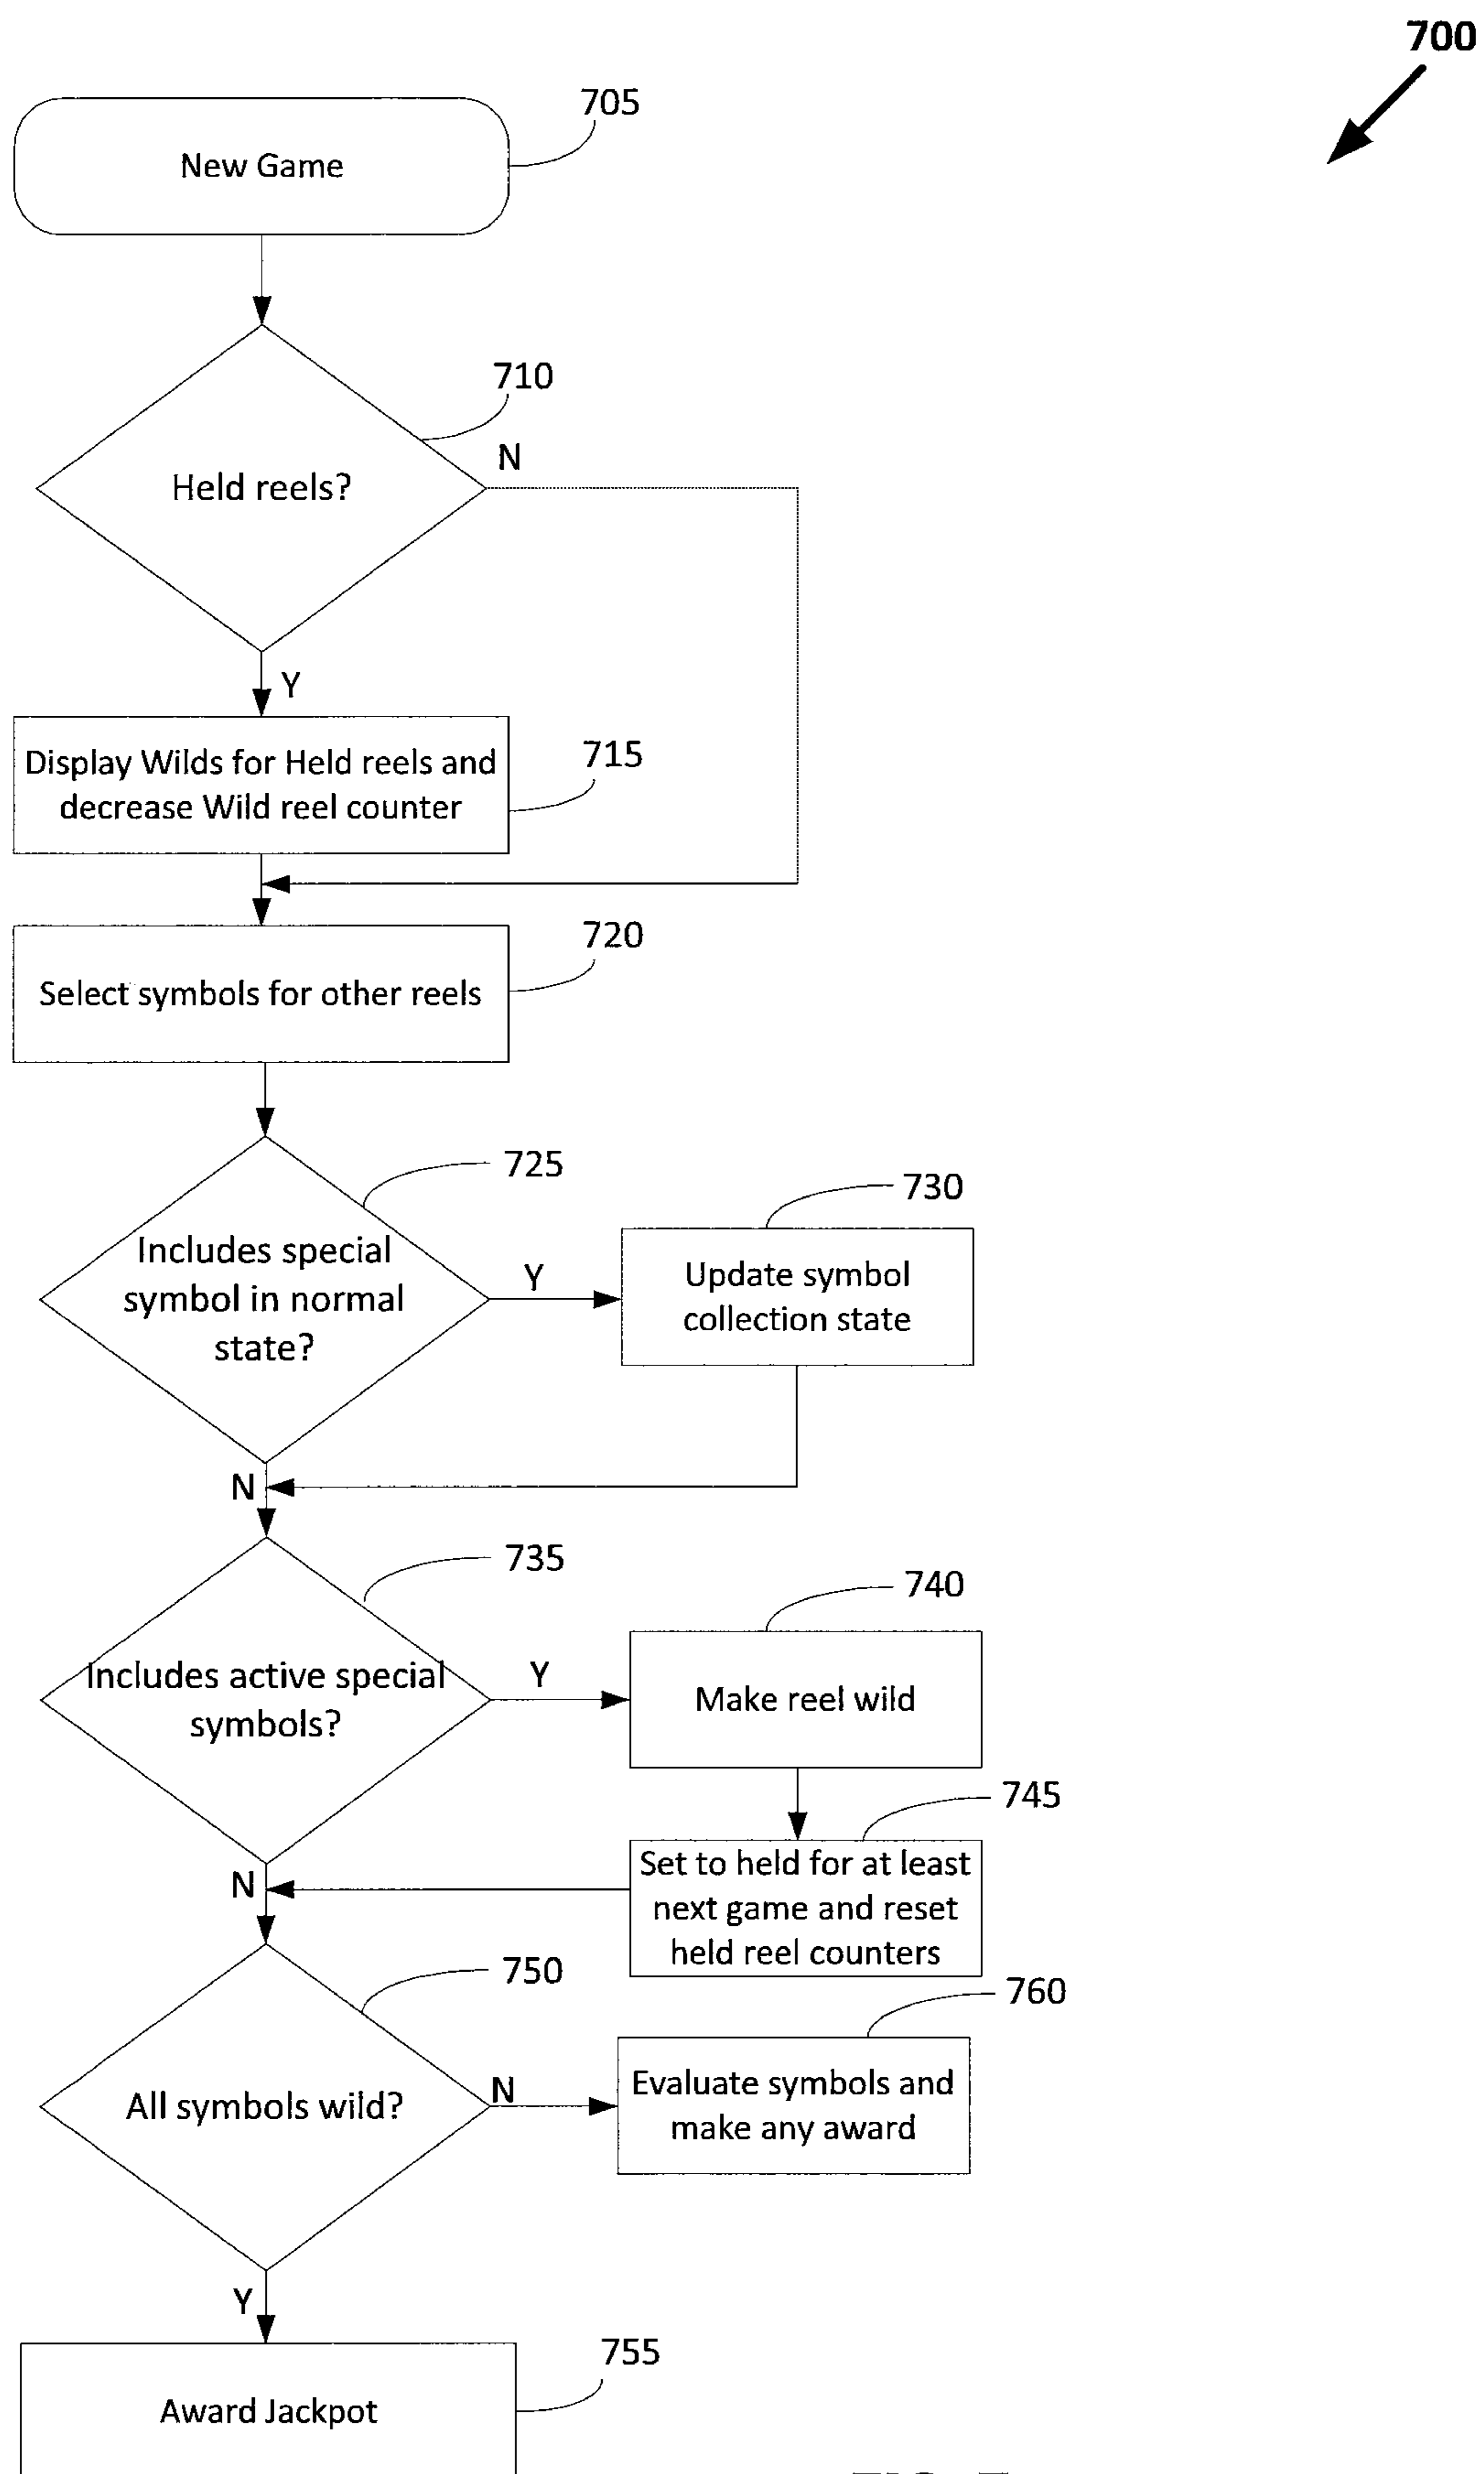 700
705
New Game
710
N
Held reels?
Y
Display Wilds for Held reels and
decrease Wild reel counter
715
720
Select symbols for other reels
725
730
Includes special
symbol in normal
state?
Y
Update symbol
collection state
N
735
740
Includes active special
symbols?
Y
Make reel wild
745
N
Set to held for at least
next game and reset
held reel counters
750
760
All symbols wild?
N
Evaluate symbols and
make any award
Y
755
Award Jackpot